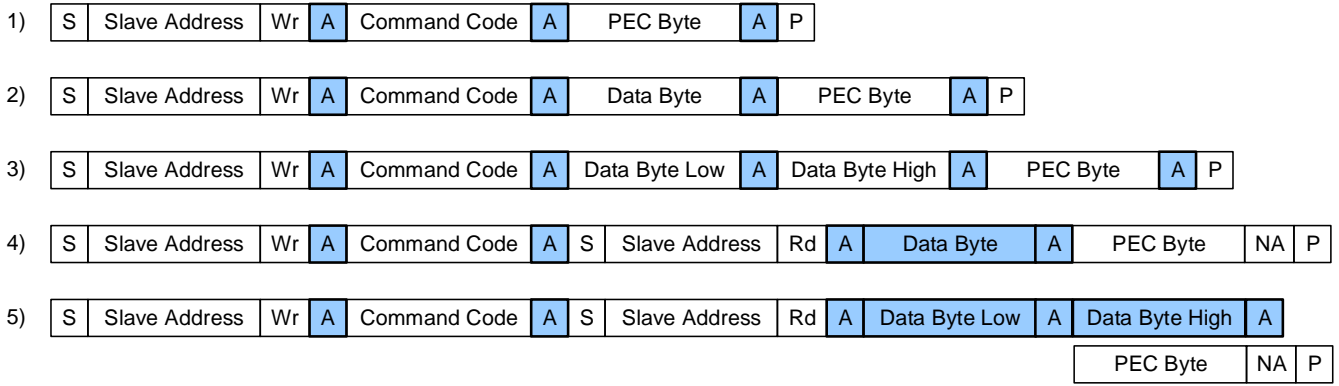 1) S Slave Address Wr A Command Code A PEC Byte A P
2) S Slave Address Wr A Command Code A Data Byte A PEC Byte A P
3) S Slave Address Wr A Command Code A Data Byte Low A Data Byte High A PEC Byte A P
4) S Slave Address Wr A Command Code A S Slave Address Rd A Data Byte A PEC Byte NA P
5) S Slave Address Wr A Command Code A S Slave Address Rd A Data Byte Low A Data Byte High A
PEC Byte NA P